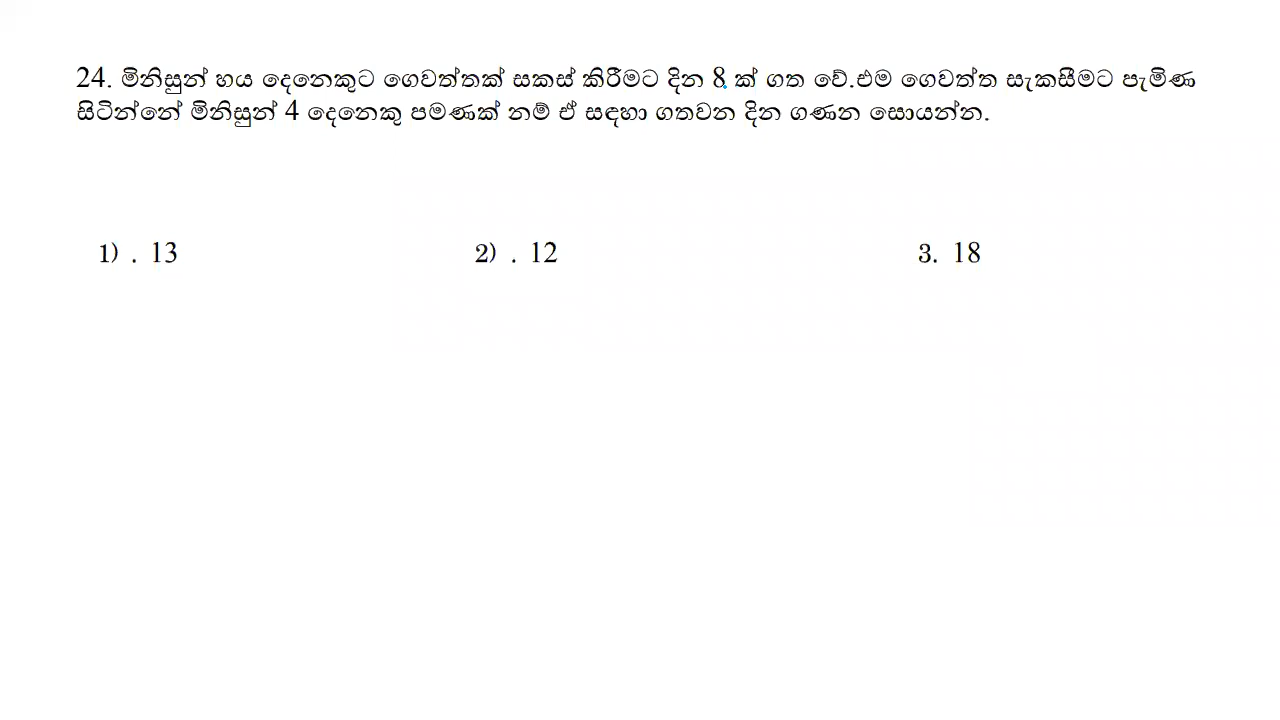 24. මිනිසුන් හය දෙනෙකුට ගෙවත්තක් සකස් කිරීමට දින 8 ක් ගත වේ.එම ගෙවත්ත සැකසීමට පැමිණ
සිටින්නේ මිනිසුන් 4 දෙනෙකු පමණක් නම් ඒ සඳහා ගතවන දින ගණන සොයන්න.
1) . 13 2) . 12 3. 18